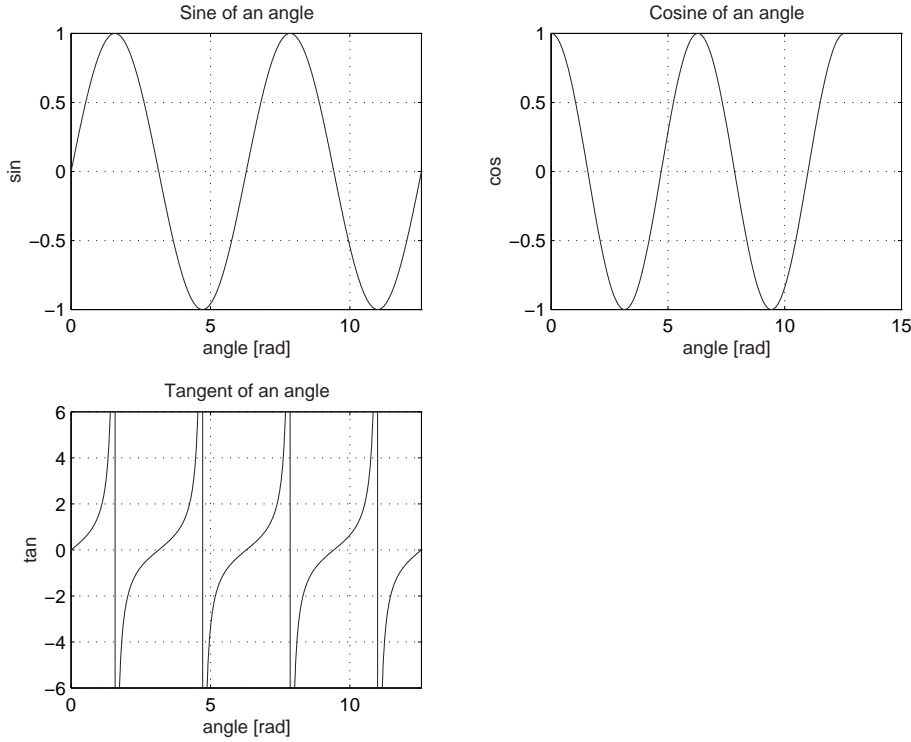 Sine of an angle
1
0.5
0
−0.5
−1
sin
0 5 10
angle [rad]
Cosine of an angle
1
0.5
0
−0.5
−1
cos
0 5 10 15
angle [rad]
Tangent of an angle
6
4
2
0
−2
−4
−6
tan
0 5 10
angle [rad]